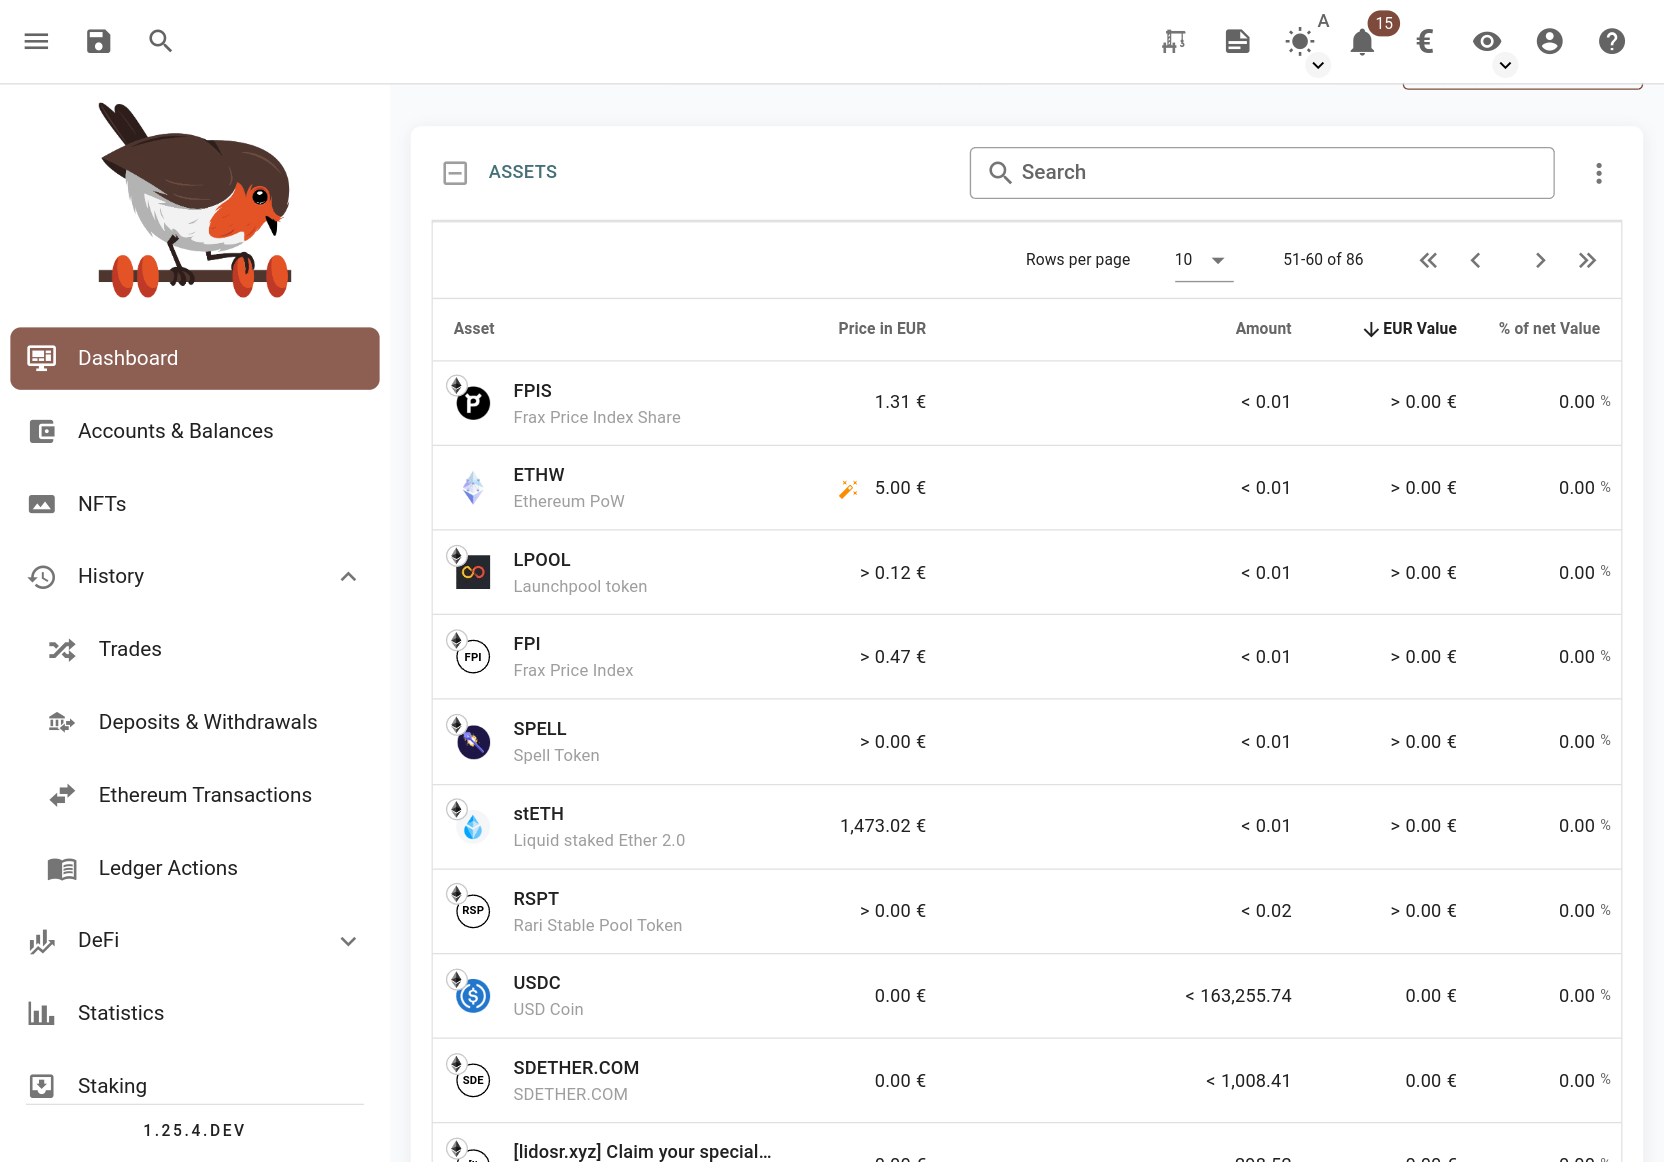 A
15
€
ASSETS
Search
Rows per page 10 51-60 of 86
Asset Price in EUR Amount EUR Value % of net Value
FPIS
Frax Price Index Share
1.31 € < 0.01 > 0.00 € 0.00 %
ETHW
Ethereum PoW
5.00 € < 0.01 > 0.00 € 0.00 %
LPOOL
Launchpool token
> 0.12 € < 0.01 > 0.00 € 0.00 %
FPI
FPI
Frax Price Index
> 0.47 € < 0.01 > 0.00 € 0.00 %
SPELL
Spell Token
> 0.00 € < 0.01 > 0.00 € 0.00 %
stETH
Liquid staked Ether 2.0
1,473.02 € < 0.01 > 0.00 € 0.00 %
RSP
RSPT
Rari Stable Pool Token
> 0.00 € < 0.02 > 0.00 € 0.00 %
USDC
USD Coin
0.00 € < 163,255.74 0.00 € 0.00 %
SDE
SDETHER.COM
SDETHER.COM
0.00 € < 1,008.41 0.00 € 0.00 %
[lidosr.xyz] Claim your special...
Dashboard
Accounts & Balances
NFTs
History
Trades
Deposits & Withdrawals
Ethereum Transactions
Ledger Actions
DeFi
Statistics
Staking
1.25.4.DEV